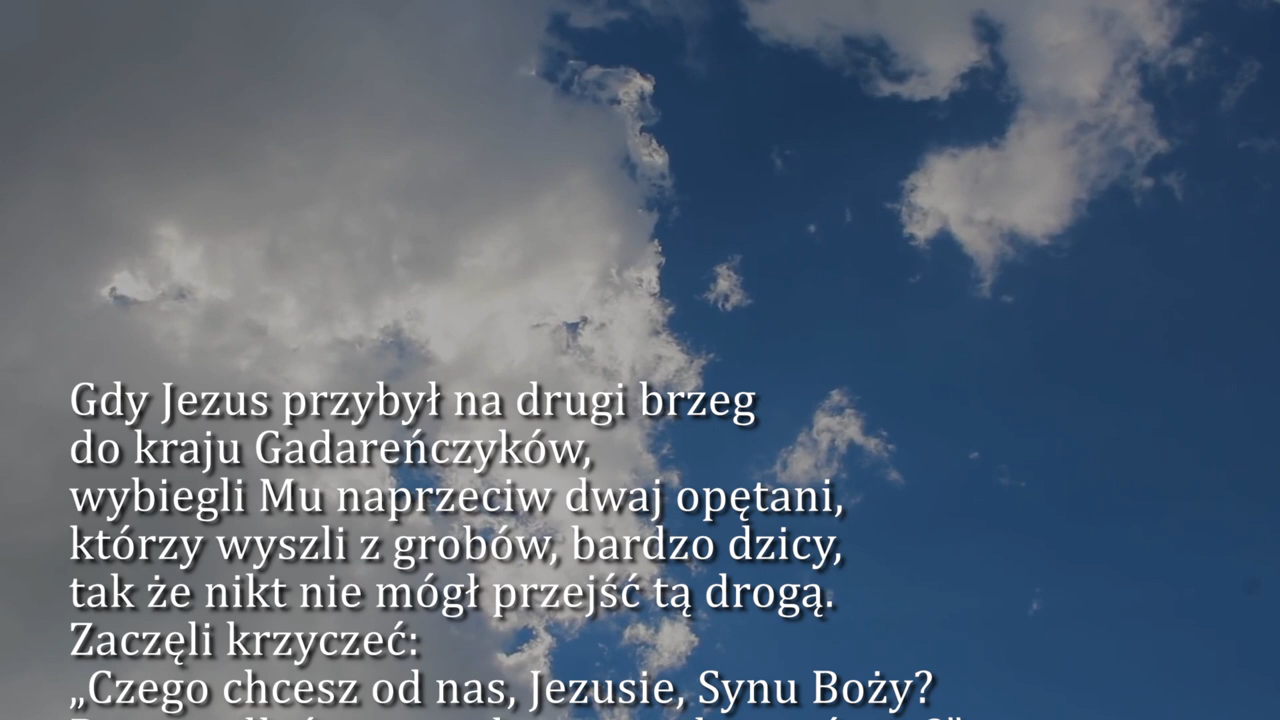 Gdy Jezus przybył na drugi brzeg
do kraju Gadareńczyków,
wybiegli Mu naprzeciw dwaj opętani,
którzy wyszli z grobów, bardzo dzicy,
tak że nikt nie mógł przejść tą drogą.
Zaczęli krzyczeć:
„Czego chcesz od nas, Jezusie, Synu Boży?